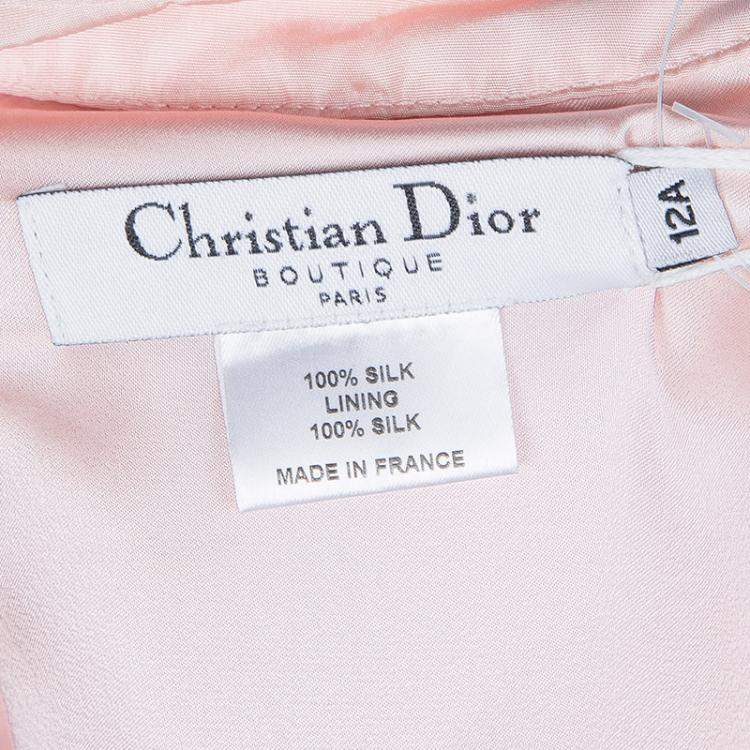 Christian Dior
BOUTIQUE
PARIS
12A
100% SILK
LINING
100% SILK
MADE IN FRANCE